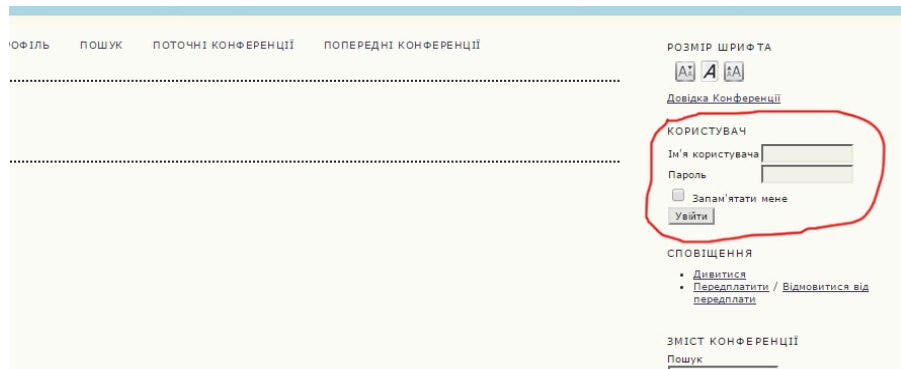 ПОШУК ПОТОЧНІ КОНФЕРЕНЦІЇ ПОПЕРЕДНІ КОНФЕРЕНЦІЇ
РОЗМІР ШРИФТА
Довідка Конференції
КОРИСТУВАЧ
Ім'я користувача
Пароль
Запам'ятати мене
Увійти
СПОВІЩЕННЯ
Дивитися
Передплатити / Відмовитися від
передплати
ЗМІСТ КОНФЕРЕНЦІЇ
Пошук